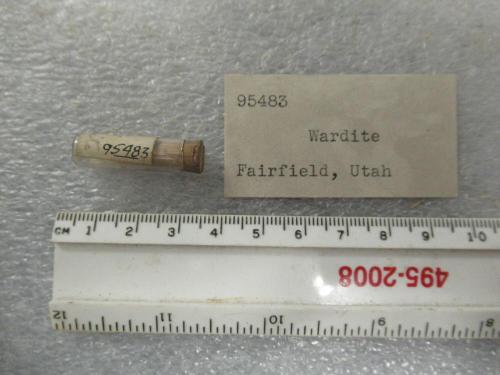 95483
Wardite
Fairfield, Utah
95483
CM 1 2 3 4 5 6 7 8 9 10
495-2008
12 11 10 9 8